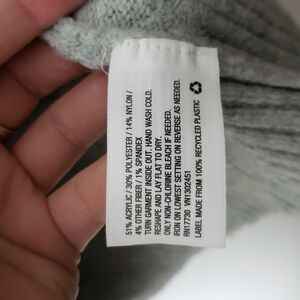 51% ACRYLIC / 30% POLYESTER / 14% NYLON /
4% OTHER FIBER / 1% SPANDEX
TURN GARMENT INSIDE OUT. HAND WASH COLD.
RESHAPE AND LAY FLAT TO DRY.
ONLY NON-CHLORINE BLEACH IF NEEDED.
IRON ON LOWEST SETTING ON REVERSE AS NEEDED.
RN17730 VN1302451
LABEL MADE FROM 100% RECYCLED PLASTIC